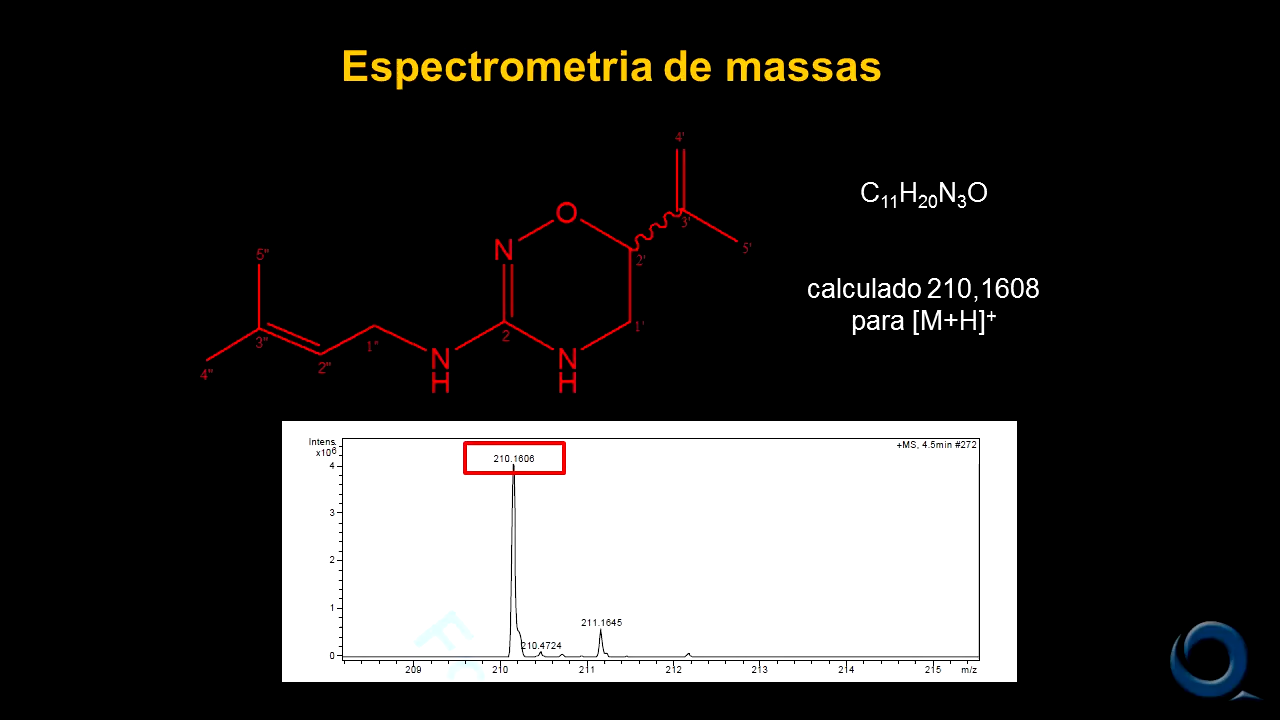 Espectrometria de massas
4'
C₁₁H₂₀N₃O
O
3'
N
5'
2'
5"
calculado 210,1608
para [M+H]⁺
1'
2
3"
1"
N
H
N
H
2"
4"
Intens.
x10⁶
+MS, 4.5min #272
210.1606
4
3
2
1
211.1645
210.4724
0
209 210 211 212 213 214 215 m/z